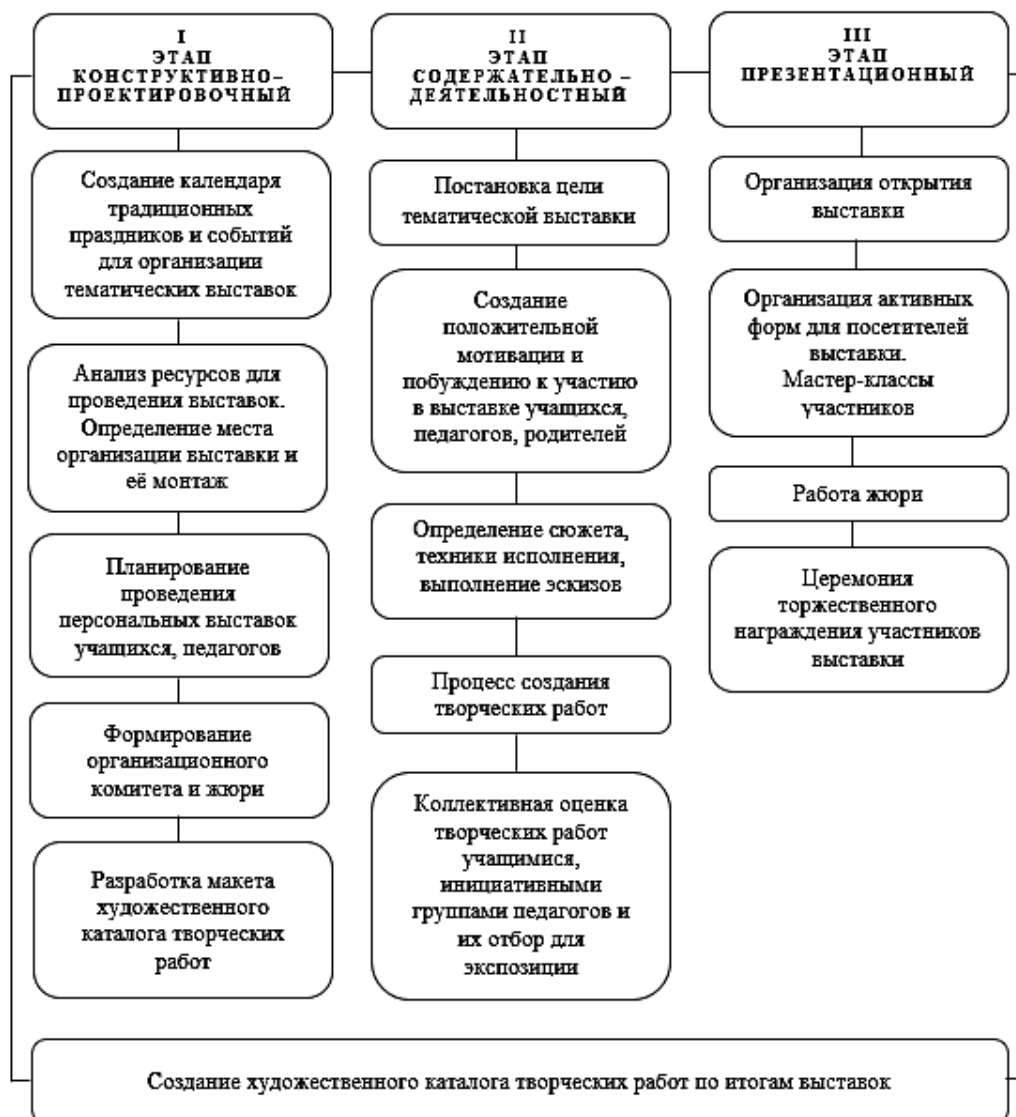 I
ЭТАП
КОНСТРУКТИВНО–
ПРОЕКТИРОВОЧНЫЙ
Создание календаря
традиционных
праздников и событий
для организации
тематических выставок
Анализ ресурсов для
проведения выставок.
Определение места
организации выставки и
её монтаж
Планирование
проведения
персональных выставок
учащихся, педагогов
Формирование
организационного
комитета и жюри
Разработка макета
художественного
каталога творческих
работ
II
ЭТАП
СОДЕРЖАТЕЛЬНО –
ДЕЯТЕЛЬНОСТНЫЙ
Постановка цели
тематической выставки
Создание
положительной
мотивации и
побуждению к участию
в выставке учащихся,
педагогов, родителей
Определение сюжета,
техники исполнения,
выполнение эскизов
Процесс создания
творческих работ
Коллективная оценка
творческих работ
учащимися,
инициативными
группами педагогов и
их отбор для
экспозиции
III
ЭТАП
ПРЕЗЕНТАЦИОННЫЙ
Организация открытия
выставки
Организация активных
форм для посетителей
выставки.
Мастер-классы
участников
Работа жюри
Церемония
торжественного
награждения участников
выставки
Создание художественного каталога творческих работ по итогам выставок